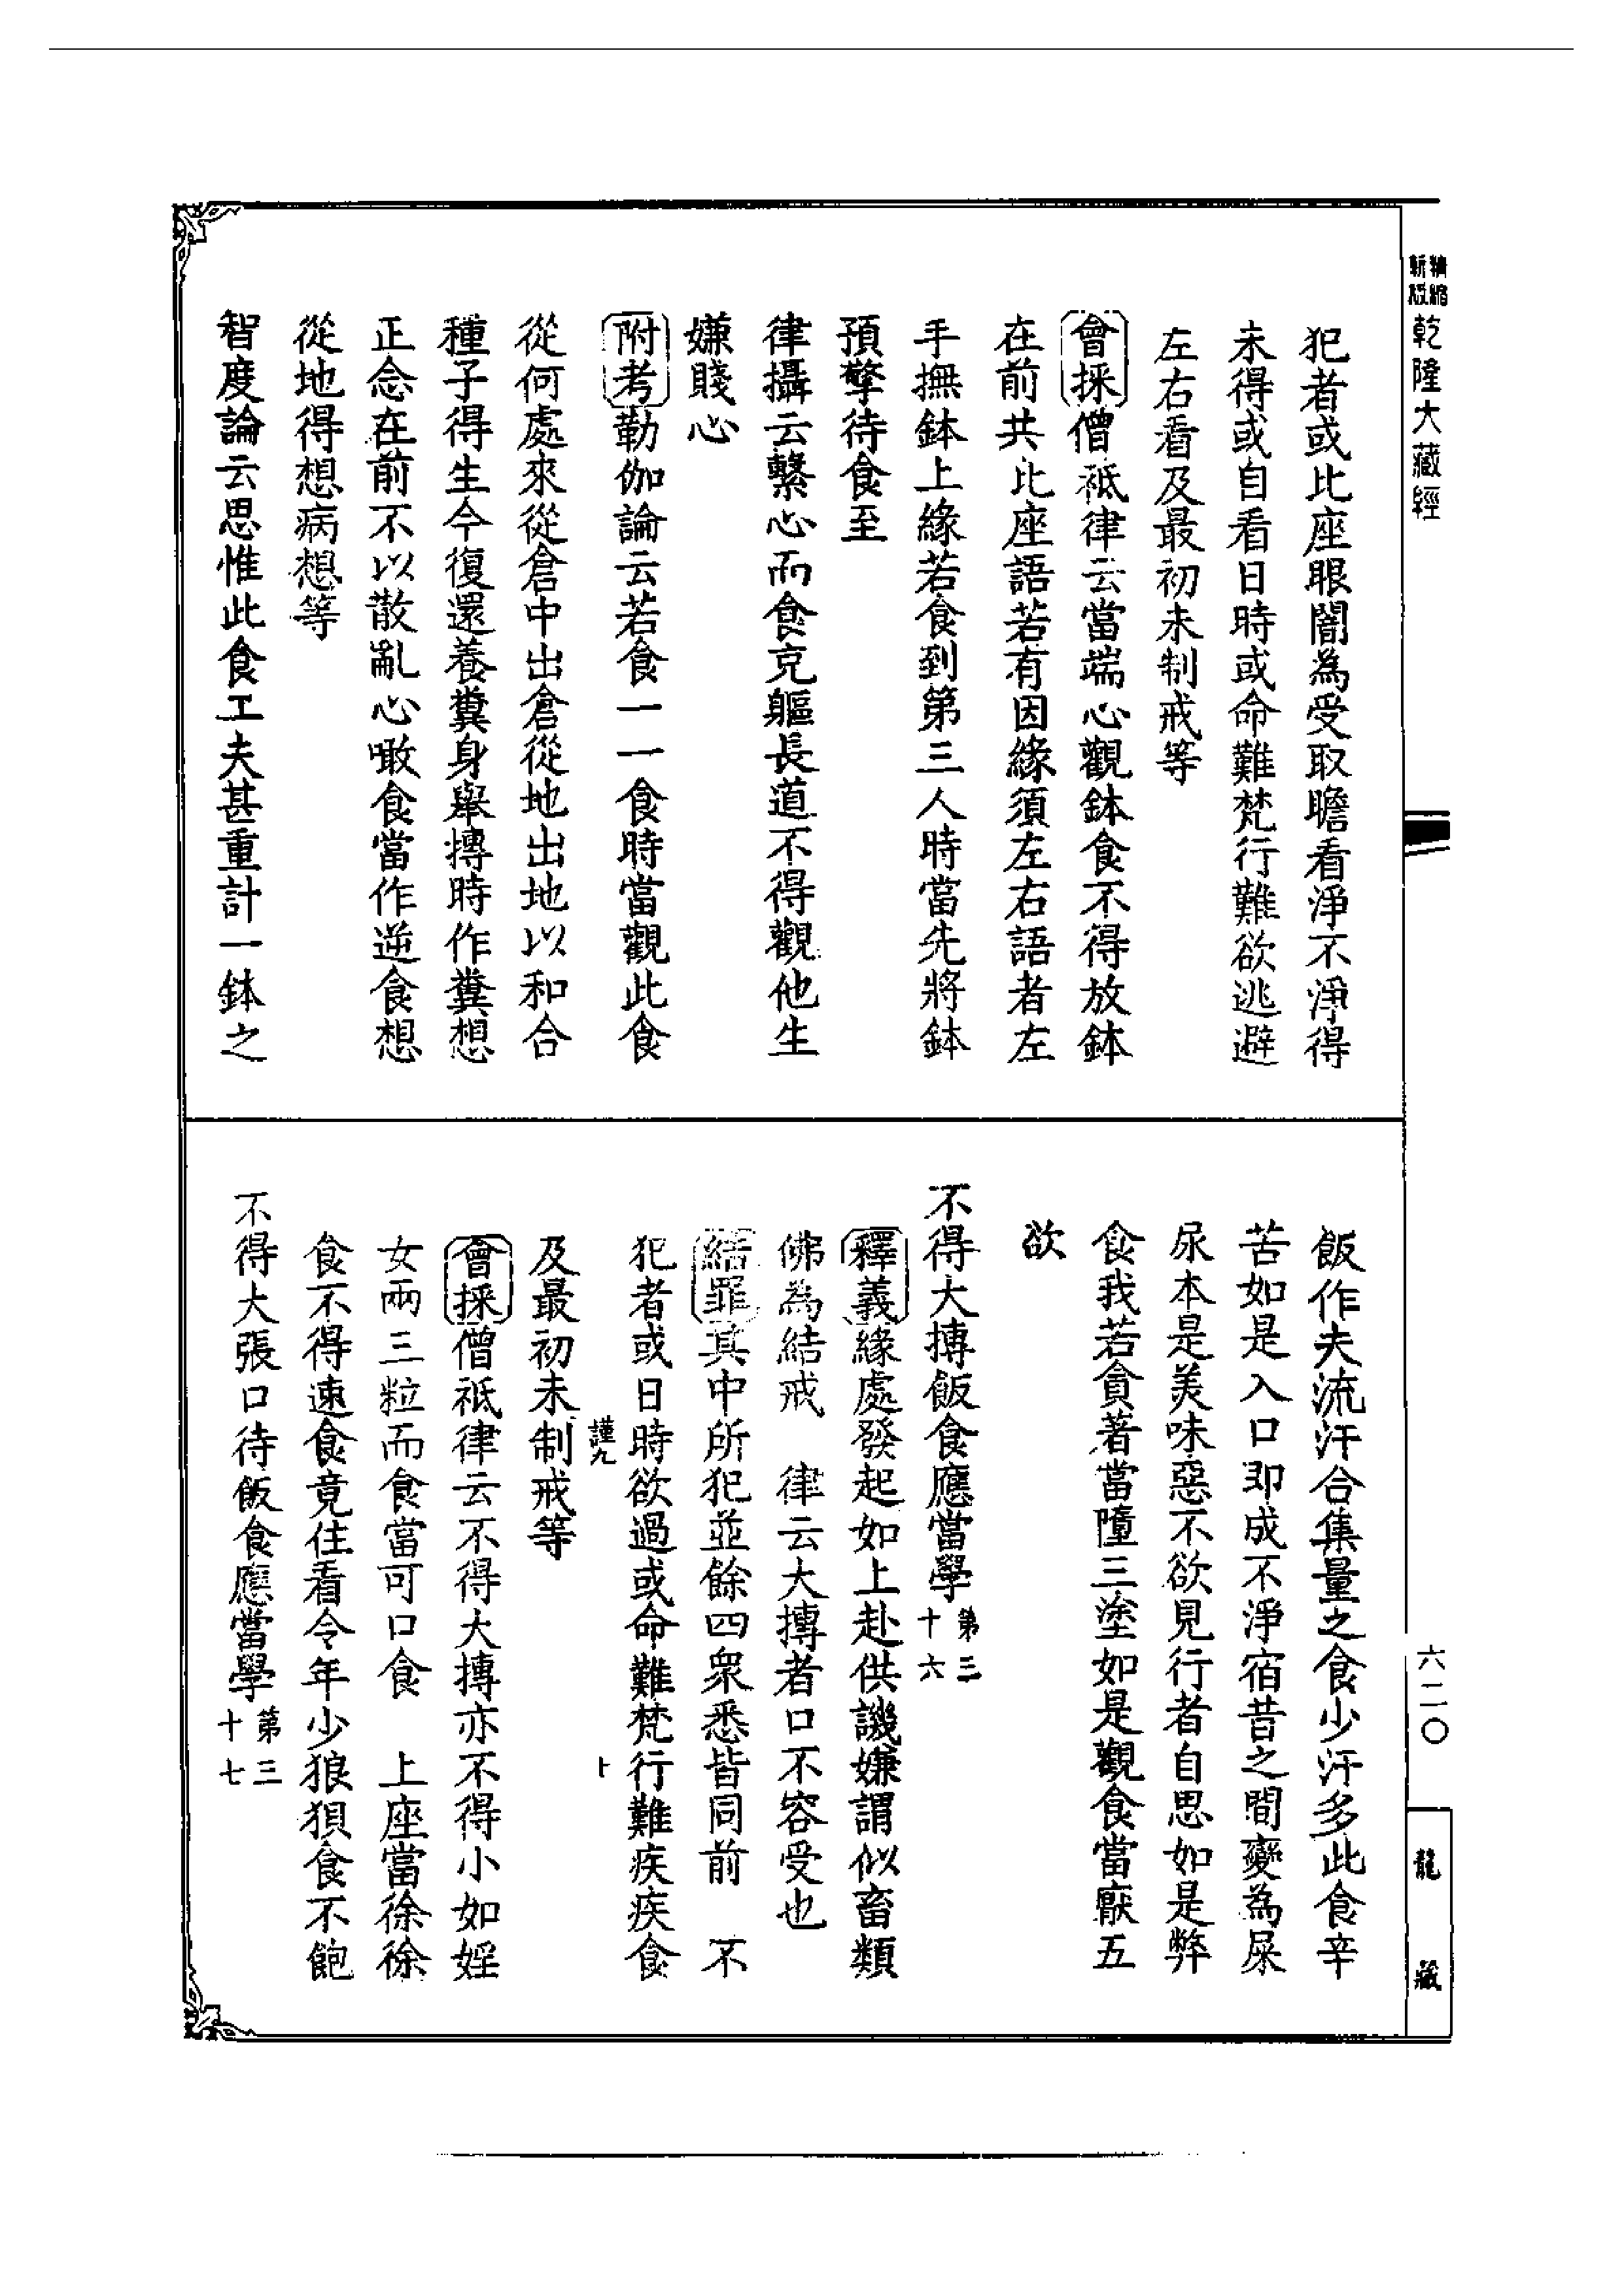 精縮新版乾隆大藏經
犯者或比座眼闇為受取瞻看淨不淨得
未得或自看日時或命難梵行難欲逃避
左右看及最初未制戒等
會採僧祇律云當端心觀鉢食不得放鉢
在前共比座語若有因緣須左右語者左
手撫鉢上緣若食到第三人時當先將鉢
預擎待食至
律攝云繫心而食充軀長道不得觀他生
嫌賤心
附考勒伽論云若食一一食時當觀此食
從何處來從倉中出倉從地出地以和合
種子得生今復還養糞身舉摶時作糞想
正念在前不以散亂心噉食當作逆食想
從地得想病想等
智度論云思惟此食工夫甚重計一鉢之
飯作夫流汗合集量之食少汗多此食辛
苦如是入口即成不淨宿昔之間變為屎
尿本是美味惡不欲見行者自思如是弊
食我若貪著當墮三塗如是觀食當厭五
欲
不得大摶飯食應當學第三十六
釋義緣處發起如上赴供譏嫌謂似畜類
佛為結戒　律云大摶者口不容受也
結罪其中所犯並餘四眾悉皆同前　不
犯者或日時欲過或命難梵行難疾疾食
謹九
及最初未制戒等
會採僧祇律云不得大摶亦不得小如婬
女兩三粒而食當可口食　上座當徐徐
食不得速食竟住看令年少狼狽食不飽
不得大張口待飯食應當學第三十七
六二〇
龍藏